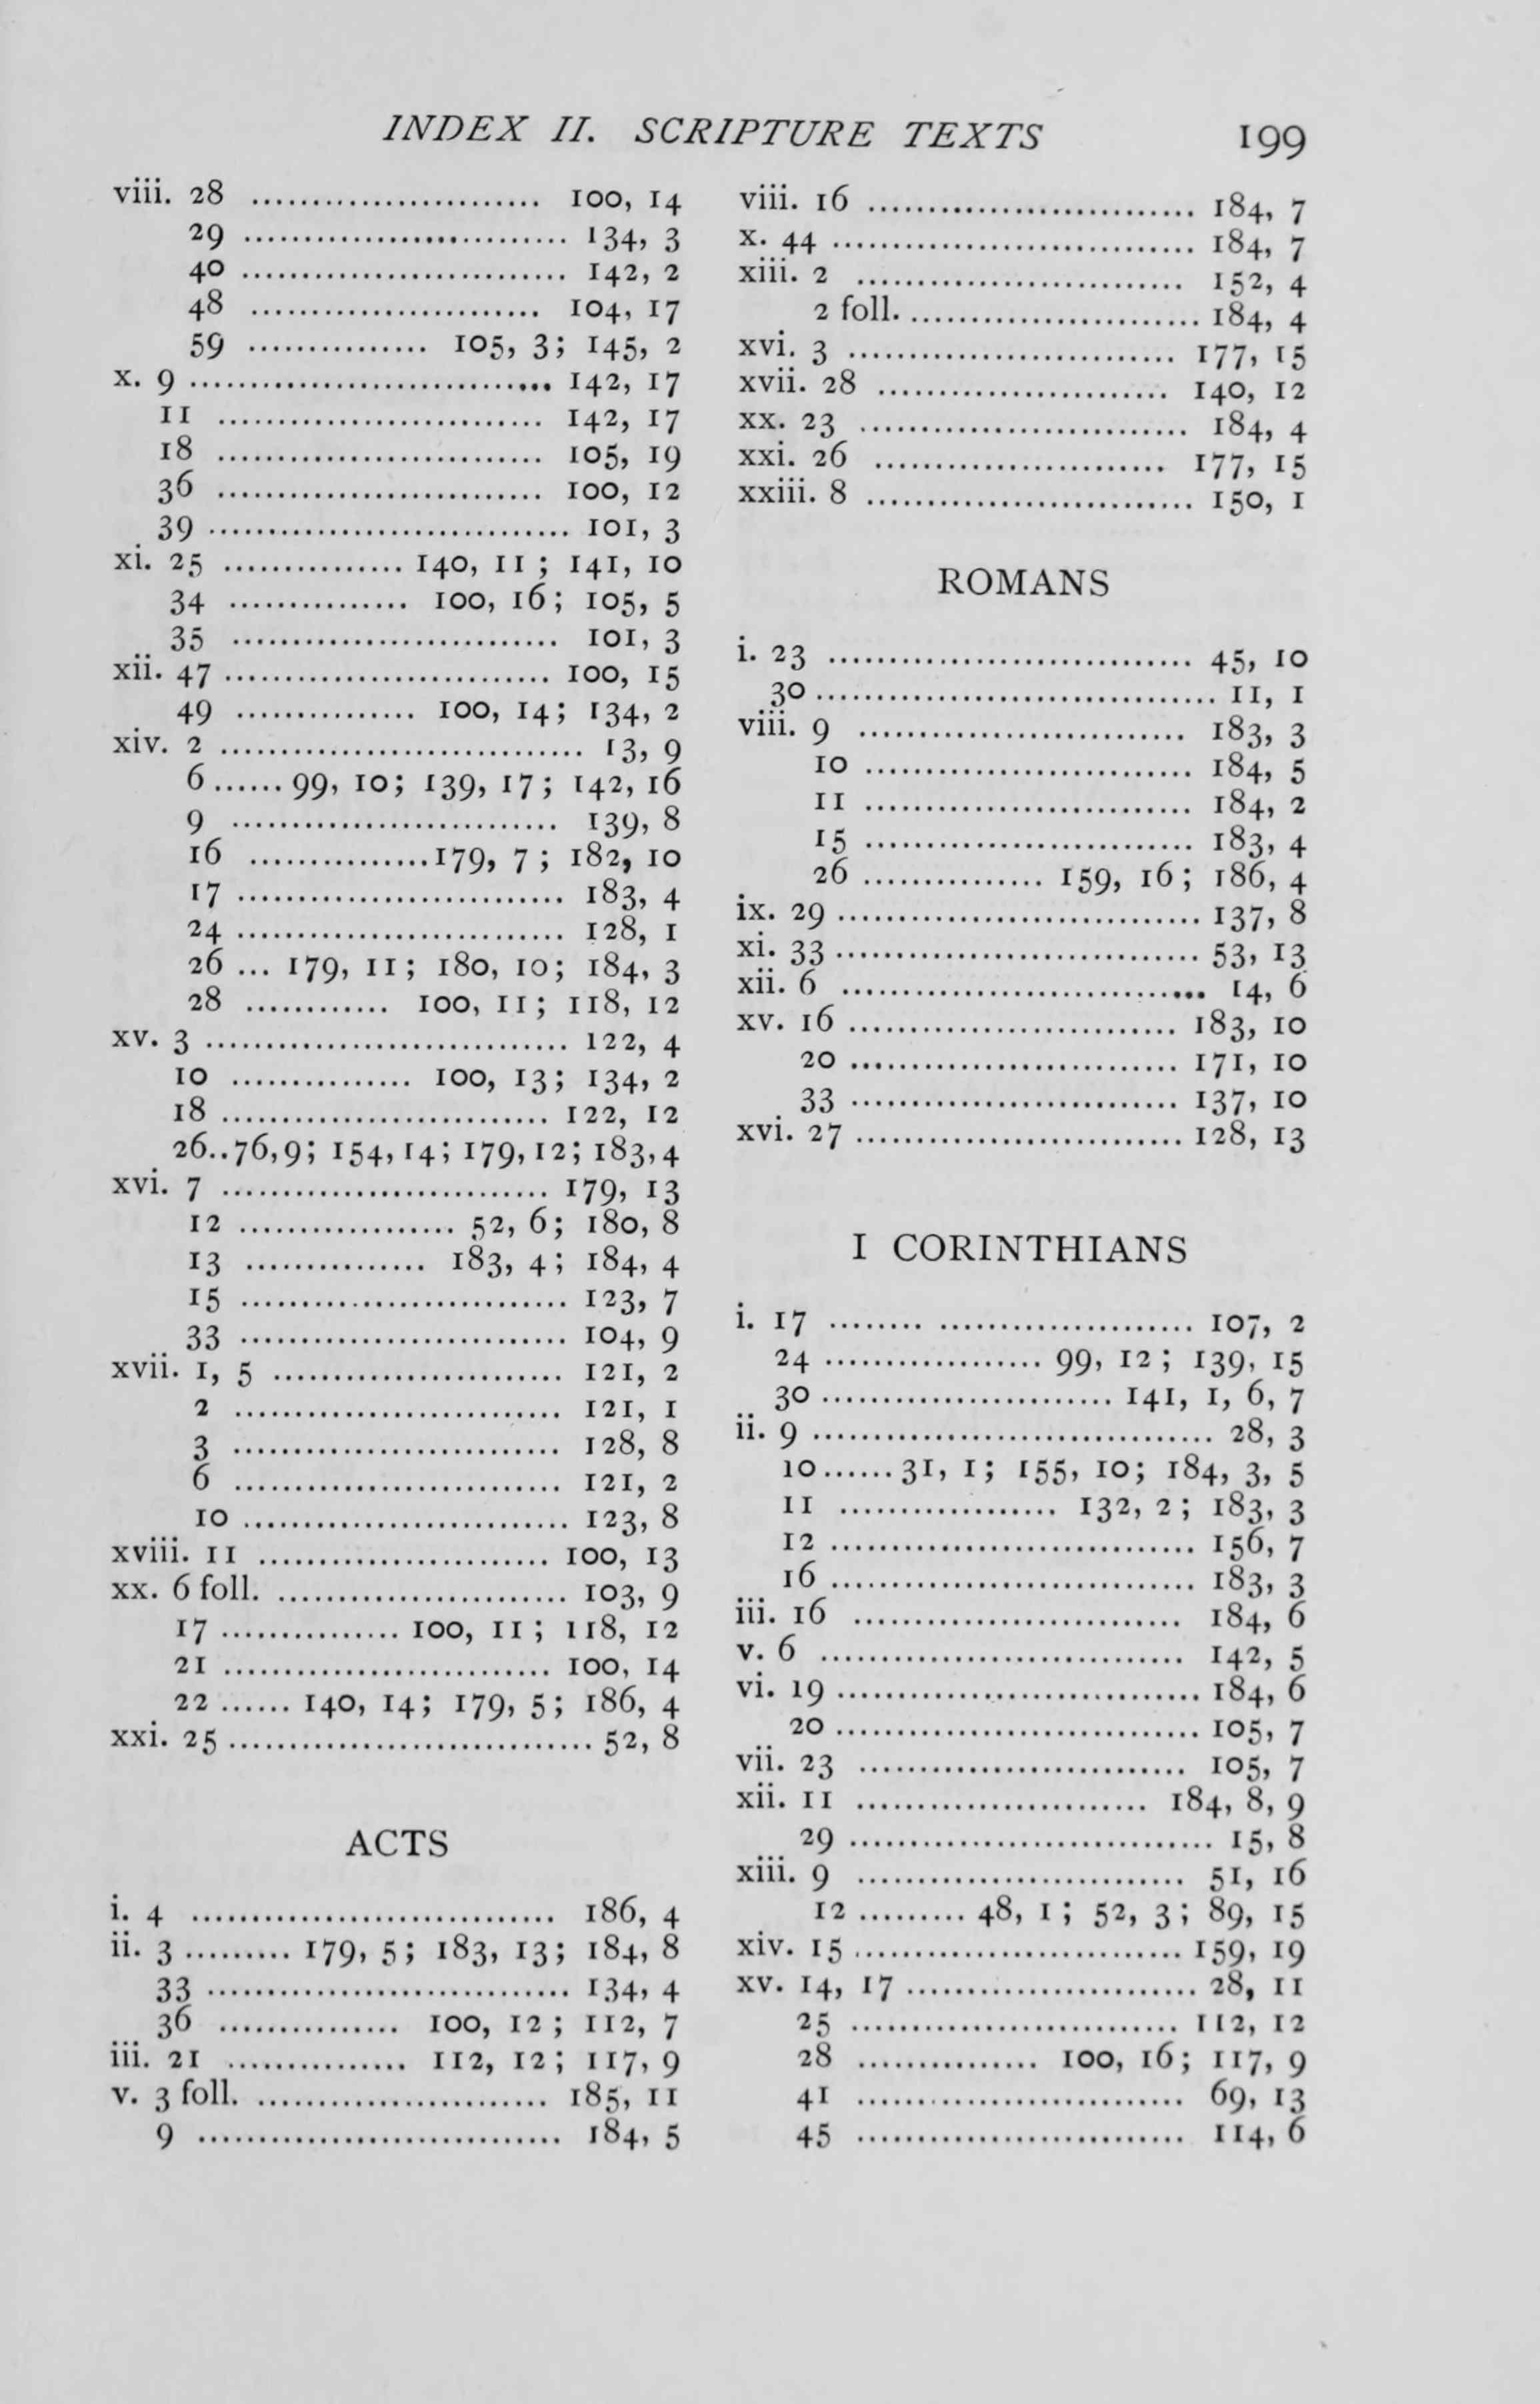 INDEX II. SCRIPTURE TEXTS 199
viii. 28 ........................ 100, 14
29 ........................... 134, 3
40 ........................... 142, 2
48 ........................ 104, 17
59 ............... 105, 3; 145, 2
x. 9 .............................. 142, 17
11 ........................... 142, 17
18 ........................... 105, 19
36 ........................... 100, 12
39 .............................. 101, 3
xi. 25 ............... 140, 11; 141, 10
34 ............... 100, 16; 105, 5
35 ........................... 101, 3
xii. 47 ........................... 100, 15
49 ............... 100, 14; 134, 2
xiv. 2 .............................. 13, 9
6...... 99, 10; 139, 17; 142, 16
9 ........................... 139, 8
16 ...............179, 7; 182, 10
17 ........................... 183, 4
24 ........................... 128, 1
26 ... 179, 11; 180, 10; 184, 3
28 ............ 100, 11; 118, 12
xv. 3 .............................. 122, 4
10 ............... 100, 13; 134, 2
18 ........................... 122, 12
26..76,9; 154,14; 179,12; 183,4
xvi. 7 ........................... 179, 13
12 .................. 52, 6; 180, 8
13 ............... 183, 4; 184, 4
15 ........................... 123, 7
33 ........................... 104, 9
xvii. 1, 5 ........................ 121, 2
2 ........................... 121, 1
3 ........................... 128, 8
6 ........................... 121, 2
10 ........................... 123, 8
xviii. 11 ........................ 100, 13
xx. 6 foll. ........................ 103, 9
17 ............... 100, 11; 118, 12
21 ........................... 100, 14
22 ...... 140, 14; 179, 5; 186, 4
xxi. 25 .............................. 52, 8
ACTS
i. 4 .............................. 186, 4
ii. 3 ......... 179, 5; 183, 13; 184, 8
33 .............................. 134, 4
36 ............... 100, 12; 112, 7
iii. 21 ............... 112, 12; 117, 9
v. 3 foll. ........................ 185, 11
9 .............................. 184, 5
viii. 16 ........................... 184, 7
x. 44 .............................. 184, 7
xiii. 2 ........................... 152, 4
2 foll. ........................ 184, 4
xvi. 3 ........................... 177, 15
xvii. 28 ........................ 140, 12
xx. 23 ........................... 184, 4
xxi. 26 ........................ 177, 15
xxiii. 8 ........................... 150, 1
ROMANS
i. 23 .............................. 45, 10
30 ................................. 11, 1
viii. 9 ........................... 183, 3
10 ........................... 184, 5
11 ........................... 184, 2
15 ........................... 183, 4
26 ............... 159, 16; 186, 4
ix. 29 .............................. 137, 8
xi. 33 .............................. 53, 13
xii. 6 .............................. 14, 6
xv. 16 ........................... 183, 10
20 ........................... 171, 10
33 ........................... 137, 10
xvi. 27 ........................... 128, 13
I CORINTHIANS
i. 17 .............................. 107, 2
24 .................. 99, 12; 139, 15
30 ........................ 141, 1, 6, 7
ii. 9 ................................. 28, 3
10...... 31, 1; 155, 10; 184, 3, 5
11 .................. 132, 2; 183, 3
12 .............................. 156, 7
16 .............................. 183, 3
iii. 16 ........................... 184, 6
v. 6 .............................. 142, 5
vi. 19 .............................. 184, 6
20 .............................. 105, 7
vii. 23 ........................... 105, 7
xii. 11 ........................ 184, 8, 9
29 .............................. 15, 8
xiii. 9 ........................... 51, 16
12 ......... 48, 1; 52, 3; 89, 15
xiv. 15 ........................... 159, 19
xv. 14, 17 ........................ 28, 11
25 ........................... 112, 12
28 ............... 100, 16; 117, 9
41 ........................... 69, 13
45 ........................... 114, 6